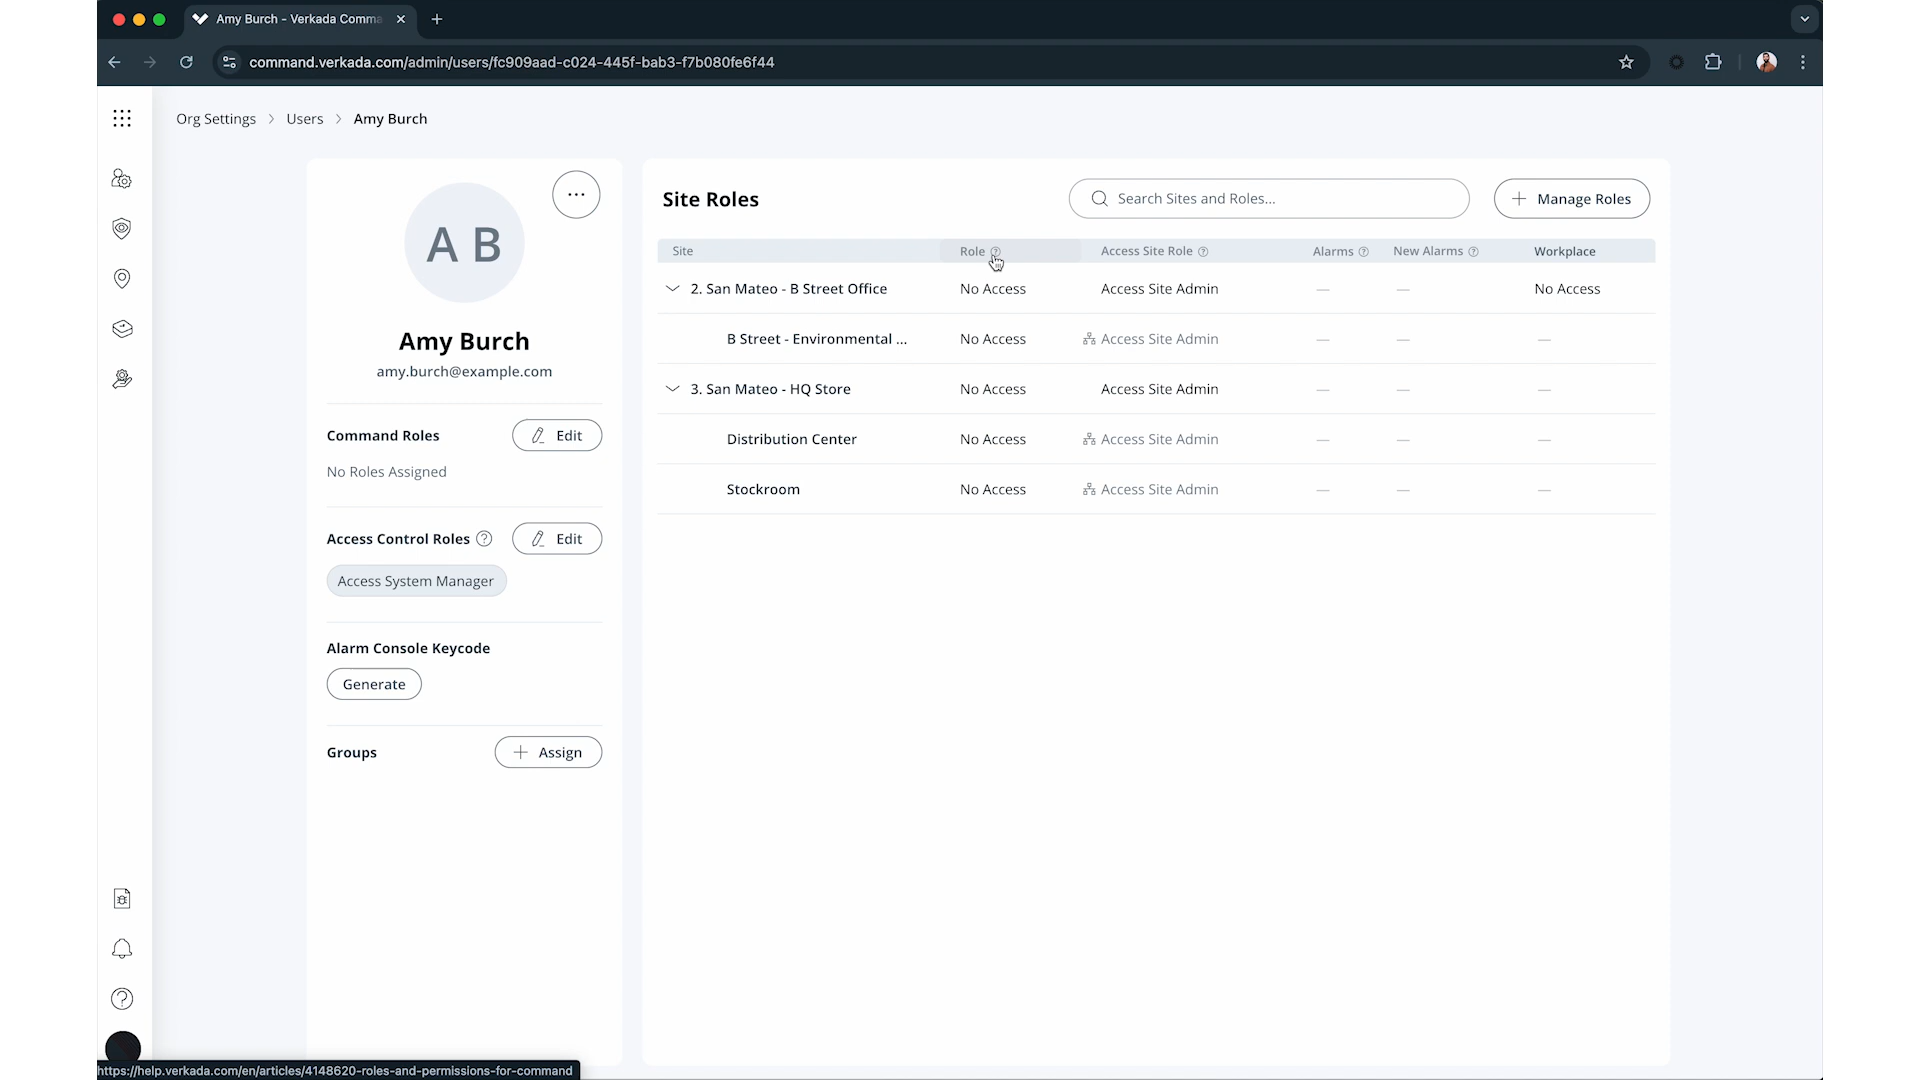 Amy Burch - Verkada Comma
command.verkada.com/admin/users/fc909aad-c024-445f-bab3-f7b080fe6f44
Org Settings > Users > Amy Burch
A B
Amy Burch
amy.burch@example.com
Command Roles
Edit
No Roles Assigned
Access Control Roles
Edit
Access System Manager
Alarm Console Keycode
Generate
Groups
Assign
Site Roles
Search Sites and Roles...
Manage Roles
Site Role Access Site Role Alarms New Alarms Workplace
2. San Mateo - B Street Office No Access Access Site Admin — — No Access
B Street - Environmental ... No Access Access Site Admin — — —
3. San Mateo - HQ Store No Access Access Site Admin — — —
Distribution Center No Access Access Site Admin — — —
Stockroom No Access Access Site Admin — — —
https://help.verkada.com/en/articles/4148620-roles-and-permissions-for-command